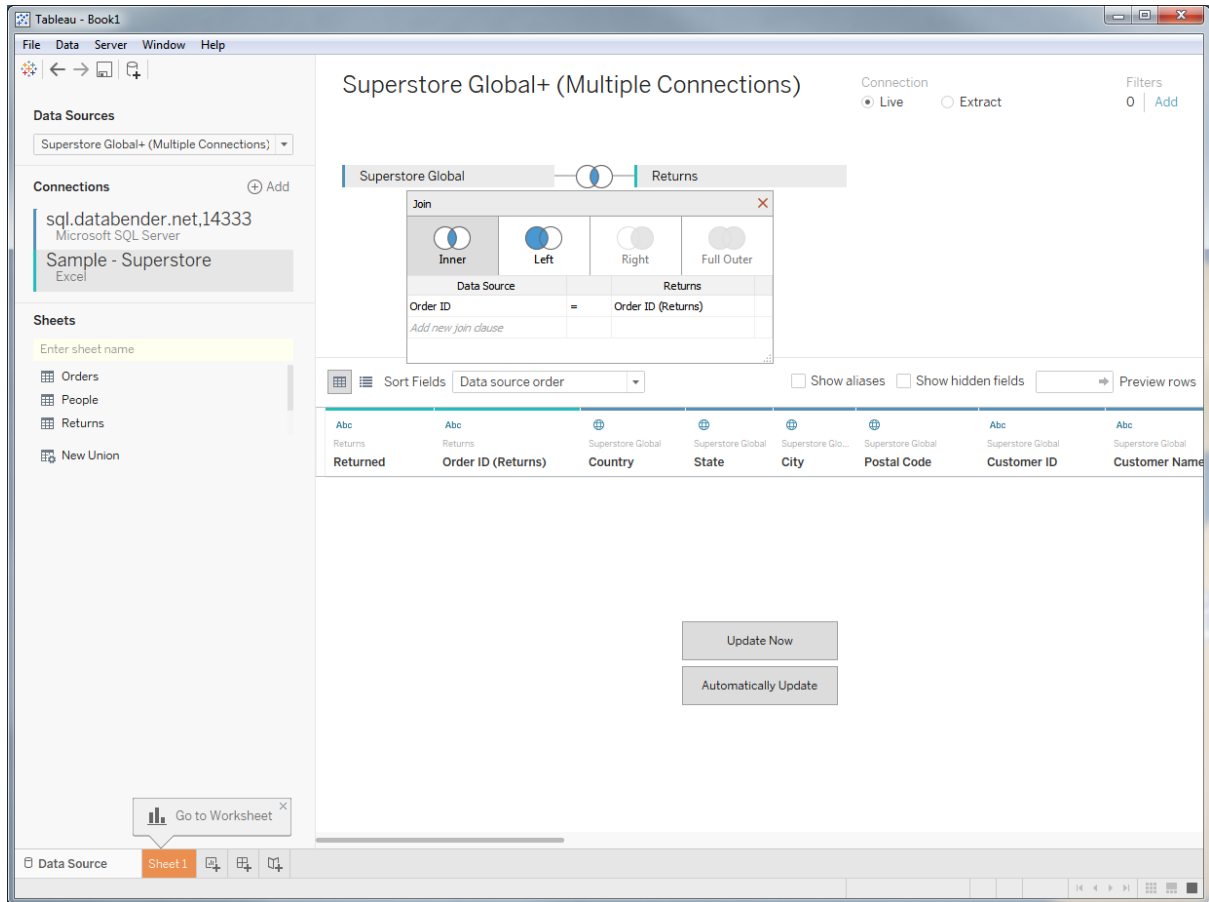 Tableau - Book1
File Data Server Window Help
Data Sources
Superstore Global+ (Multiple Connections)
Connections Add
sql.databender.net,14333
Microsoft SQL Server
Sample - Superstore
Excel
Sheets
Enter sheet name
Orders
People
Returns
New Union
Superstore Global+ (Multiple Connections)
Connection
Live Extract
Filters
0 Add
Superstore Global Returns
Join
Inner Left Right Full Outer
Data Source Returns
Order ID = Order ID (Returns)
Add new join clause
Sort Fields Data source order Show aliases Show hidden fields Preview rows
Abc Abc Abc Abc
Returns Returns Superstore Global Superstore Global Superstore Glo... Superstore Global Superstore Global Superstore Global
Returned Order ID (Returns) Country State City Postal Code Customer ID Customer Name
Update Now
Automatically Update
Go to Worksheet
Data Source Sheet 1